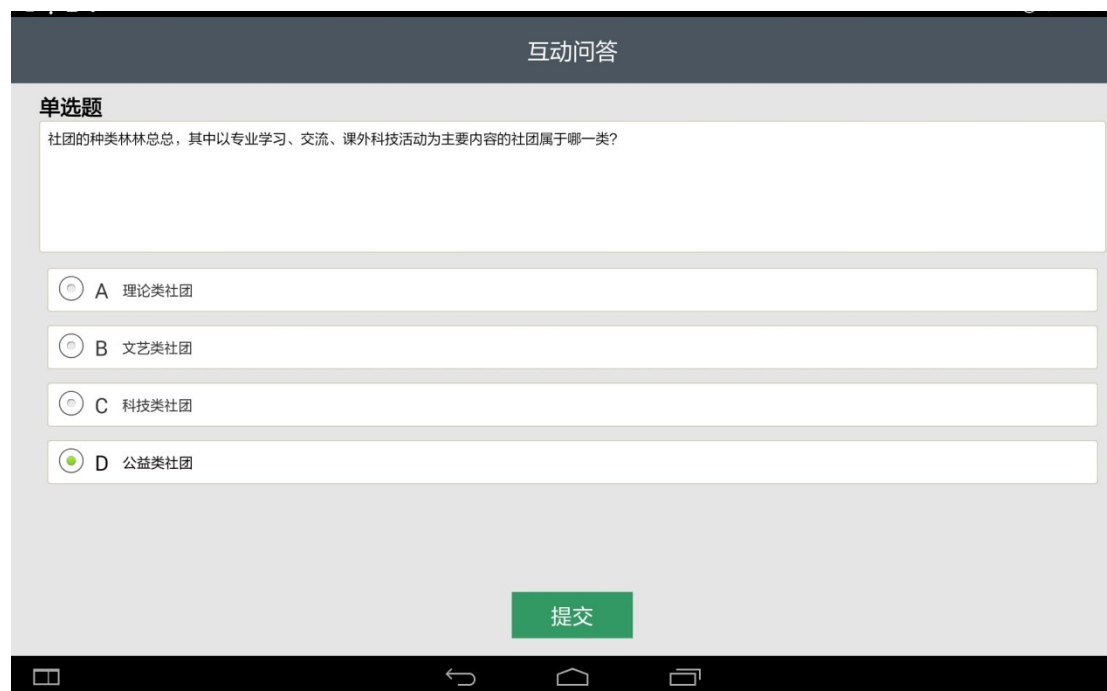 互动问答
单选题
社团的种类林林总总，其中以专业学习、交流、课外科技活动为主要内容的社团属于哪一类?
A 理论类社团
B 文艺类社团
C 科技类社团
D 公益类社团
提交